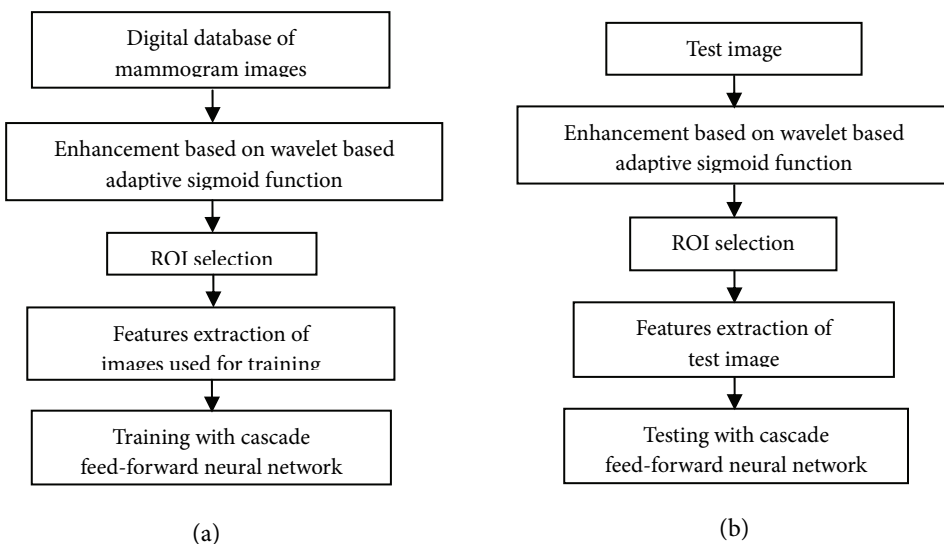 Digital database of
mammogram images
Enhancement based on wavelet based
adaptive sigmoid function
ROI selection
Features extraction of
images used for training
Training with cascade
feed-forward neural network
(a)
Test image
Enhancement based on wavelet based
adaptive sigmoid function
ROI selection
Features extraction of
test image
Testing with cascade
feed-forward neural network
(b)